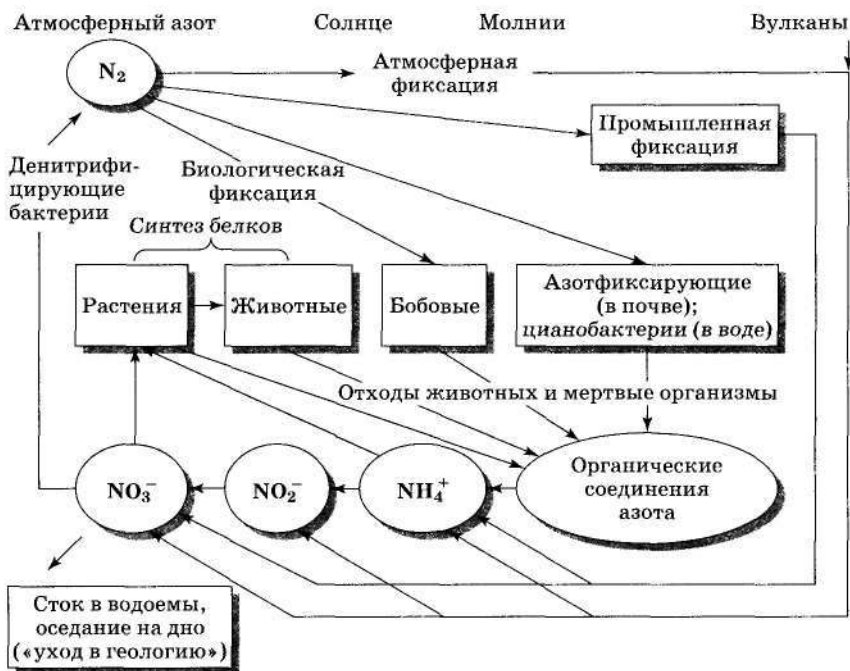 Атмосферный азот
Солнце
Молнии
Вулканы
N₂
Атмосферная
фиксация
Промышленная
фиксация
Денитрифи-
цирующие
бактерии
Биологическая
фиксация
Синтез белков
Растения
Животные
Бобовые
Азотфиксирующие
(в почве);
цианобактерии (в воде)
Отходы животных и мертвые организмы
NO₃⁻
NO₂⁻
NH₄⁺
Органические
соединения
азота
Сток в водоемы,
оседание на дно
(«уход в геологию»)